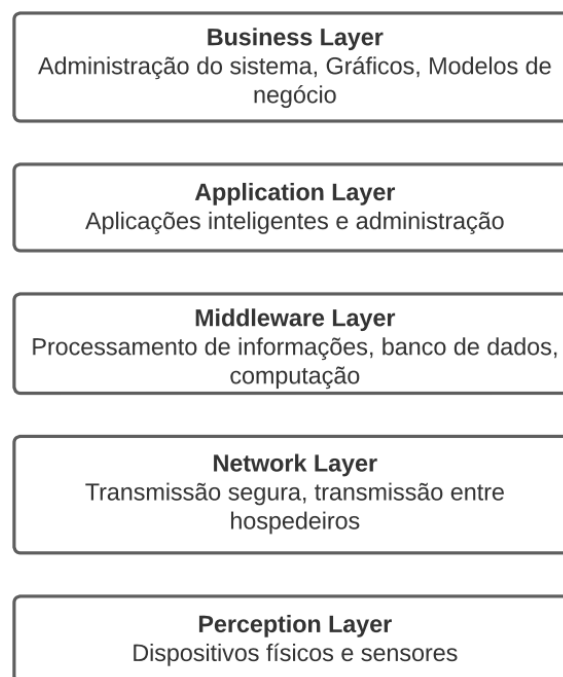 Business Layer
Administração do sistema, Gráficos, Modelos de
negócio
Application Layer
Aplicações inteligentes e administração
Middleware Layer
Processamento de informações, banco de dados,
computação
Network Layer
Transmissão segura, transmissão entre
hospedeiros
Perception Layer
Dispositivos físicos e sensores